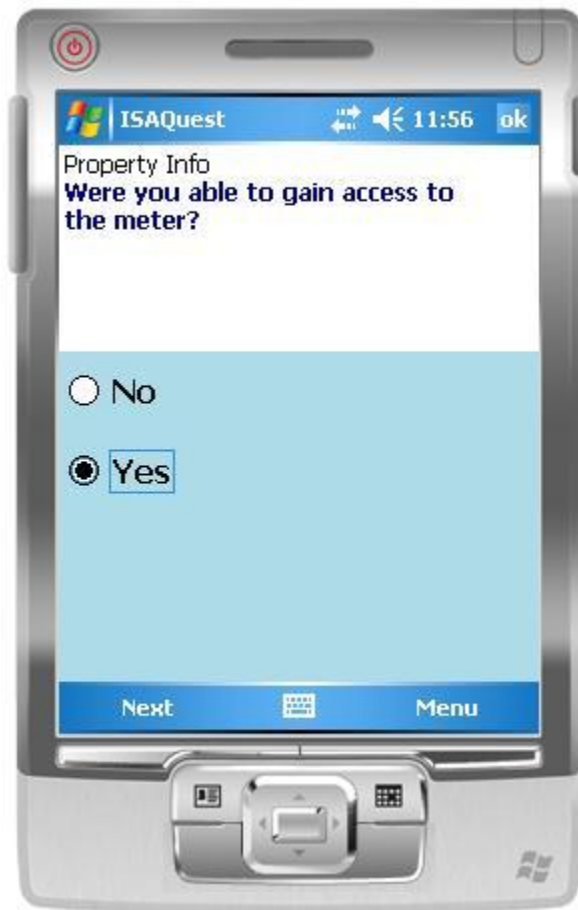 ISAQuest 11:56 ok
Property Info
Were you able to gain access to
the meter?
No
Yes
Next Menu